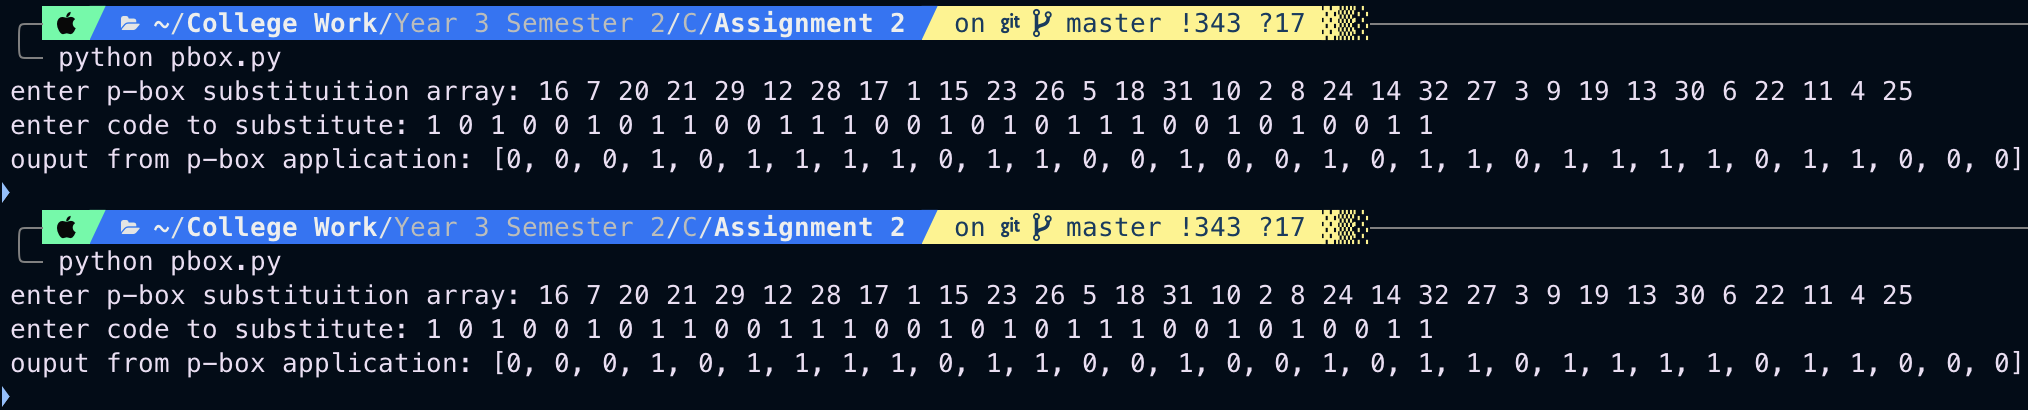 ~/College Work/Year 3 Semester 2/C/Assignment 2 on git master !343 ?17
python pbox.py
enter p-box substituition array: 16 7 20 21 29 12 28 17 1 15 23 26 5 18 31 10 2 8 24 14 32 27 3 9 19 13 30 6 22 11 4 25
enter code to substitute: 1 0 1 0 0 1 0 1 1 0 0 1 1 1 0 0 1 0 1 0 1 1 1 0 0 1 0 1 0 0 1 1
ouput from p-box application: [0, 0, 0, 1, 0, 1, 1, 1, 1, 0, 1, 1, 0, 0, 1, 0, 0, 1, 0, 1, 1, 0, 1, 1, 1, 1, 0, 1, 1, 0, 0, 0]
~/College Work/Year 3 Semester 2/C/Assignment 2 on git master !343 ?17
python pbox.py
enter p-box substituition array: 16 7 20 21 29 12 28 17 1 15 23 26 5 18 31 10 2 8 24 14 32 27 3 9 19 13 30 6 22 11 4 25
enter code to substitute: 1 0 1 0 0 1 0 1 1 0 0 1 1 1 0 0 1 0 1 0 1 1 1 0 0 1 0 1 0 0 1 1
ouput from p-box application: [0, 0, 0, 1, 0, 1, 1, 1, 1, 0, 1, 1, 0, 0, 1, 0, 0, 1, 0, 1, 1, 0, 1, 1, 1, 1, 0, 1, 1, 0, 0, 0]